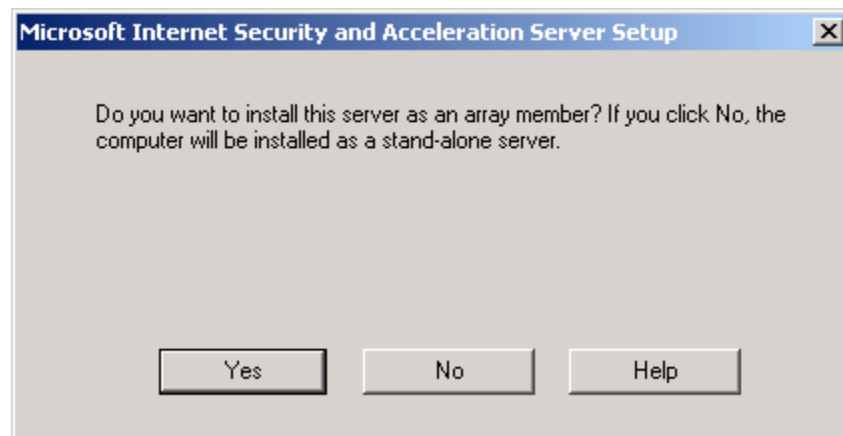 Microsoft Internet Security and Acceleration Server Setup
Do you want to install this server as an array member? If you click No, the
computer will be installed as a stand-alone server.
Yes No Help